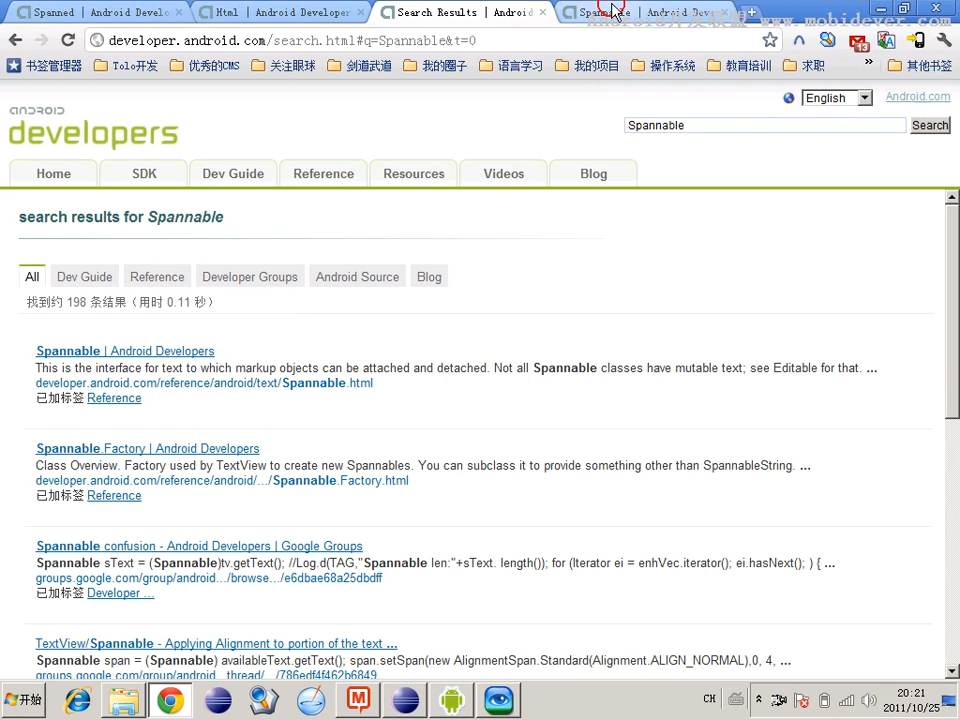 Spanned | Android Develo
Html | Android Developer
Search Results | Androi
developer.android.com/search.html#q=Spannable&t=0
www.mobidever.com
13
书签管理器
Tolo开发
优秀的CMS
关注眼球
剑道武道
我的圈子
语言学习
我的项目
操作系统
教育培训
求职
»
其他书签
English
Android.com
android
developers
Spannable
Search
Home
SDK
Dev Guide
Reference
Resources
Videos
Blog
search results for Spannable
All
Dev Guide
Reference
Developer Groups
Android Source
Blog
找到约 198 条结果（用时 0.11 秒）
Spannable | Android Developers
This is the interface for text to which markup objects can be attached and detached. Not all Spannable classes have mutable text; see Editable for that. ...
developer.android.com/reference/android/text/Spannable.html
已加标签 Reference
Spannable.Factory | Android Developers
Class Overview. Factory used by TextView to create new Spannables. You can subclass it to provide something other than SpannableString. ...
developer.android.com/reference/android/.../Spannable.Factory.html
已加标签 Reference
Spannable confusion - Android Developers | Google Groups
Spannable sText = (Spannable)tv.getText(); //Log.d(TAG,"Spannable len:"+sText. length()); for (Iterator ei = enhVec.iterator(); ei.hasNext(); ) { ...
groups.google.com/group/android.../browse.../e6dbae68a25dbdff
已加标签 Developer ...
TextView/Spannable - Applying Alignment to portion of the text ...
Spannable span = (Spannable) availableText.getText(); span.setSpan(new AlignmentSpan.Standard(Alignment.ALIGN_NORMAL),0, 4, ...
groups.google.com/group/android.../thread/.../786edf4f462b6849
开始
CH
20:21
2011/10/25